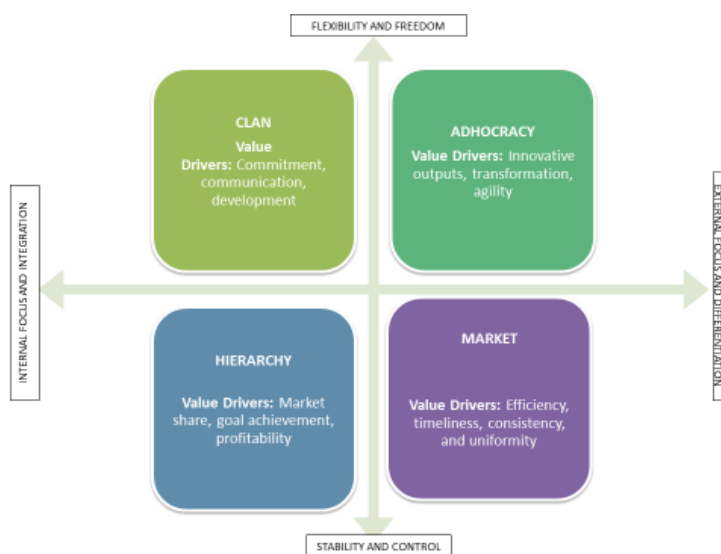 FLEXIBILITY AND FREEDOM
CLAN
Value
Drivers: Commitment,
communication,
development
ADHOCRACY
Value Drivers: Innovative
outputs, transformation,
agility
INTERNAL FOCUS AND INTEGRATION
EXTERNAL FOCUS AND DIFFERENTIATION
HIERARCHY
Value Drivers: Market
share, goal achievement,
profitability
MARKET
Value Drivers: Efficiency,
timeliness, consistency,
and uniformity
STABILITY AND CONTROL